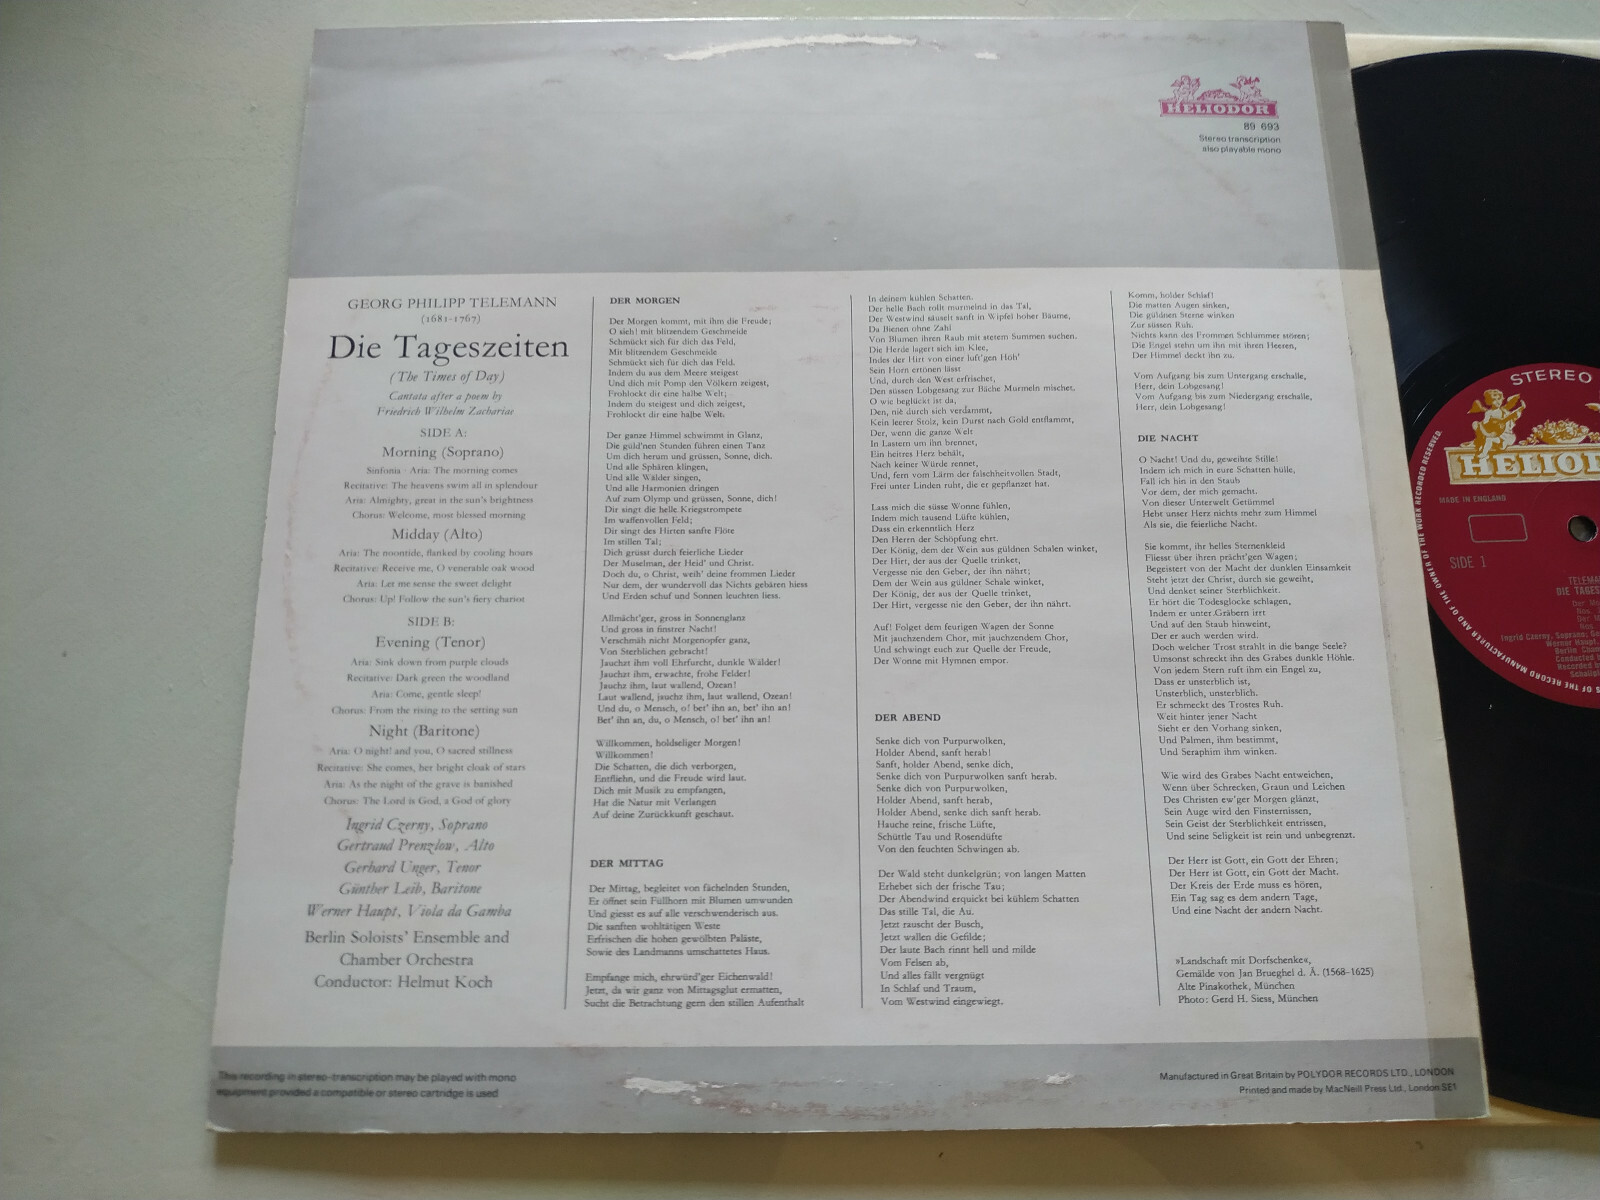 HELIODOR
89 693
Stereo transcription
also playable mono
GEORG PHILIPP TELEMANN
(1681-1767)
Die Tageszeiten
(The Times of Day)
Cantata after a poem by
Friedrich Wilhelm Zachariae
SIDE A:
Morning (Soprano)
Sinfonia · Aria: The morning comes
Recitative: The heavens swim all in splendour
Aria: Almighty, great in the sun's brightness
Chorus: Welcome, most blessed morning
Midday (Alto)
Aria: The noontide, flanked by cooling hours
Recitative: Receive me, O venerable oak wood
Aria: Let me sense the sweet delight
Chorus: Up! Follow the sun's fiery chariot
SIDE B:
Evening (Tenor)
Aria: Sink down from purple clouds
Recitative: Dark green the woodland
Aria: Come, gentle sleep!
Chorus: From the rising to the setting sun
Night (Baritone)
Aria: O night! and you, O sacred stillness
Recitative: She comes, her bright cloak of stars
Aria: As the night of the grave is banished
Chorus: The Lord is God, a God of glory
Ingrid Czerny, Soprano
Gertraud Prenzlow, Alto
Gerhard Unger, Tenor
Günther Leib, Baritone
Werner Haupt, Viola da Gamba
Berlin Soloists' Ensemble and
Chamber Orchestra
Conductor: Helmut Koch
DER MORGEN
Der Morgen kommt, mit ihm die Freude;
O sieh! mit blitzendem Geschmeide
Schmückt sich für dich das Feld,
Mit blitzendem Geschmeide
Schmückt sich für dich das Feld.
Indem du aus dem Meere steigest
Und dich mit Pomp den Völkern zeigest,
Frohlockt dir eine halbe Welt;
Indem du steigest und dich zeigest,
Frohlockt dir eine halbe Welt.
Der ganze Himmel schwimmt in Glanz,
Die güld'nen Stunden führen einen Tanz
Um dich herum und grüssen, Sonne, dich.
Und alle Sphären klingen,
Und alle Wälder singen,
Und alle Harmonien dringen
Auf zum Olymp und grüssen, Sonne, dich!
Dir singt die helle Kriegstrompete
Im waffenvollen Feld;
Dir singt des Hirten sanfte Flöte
Im stillen Tal;
Dich grüsst durch feierliche Lieder
Der Muselman, der Heid' und Christ.
Doch du, o Christ, weih' deine frommen Lieder
Nur dem, der wundervoll das Nichts gebären hiess
Und Erden schuf und Sonnen leuchten liess.
Allmächt'ger, gross in Sonnenglanz
Und gross in finstrer Nacht!
Verschmäh nicht Morgenopfer ganz,
Von Sterblichen gebracht!
Jauchzt ihm voll Ehrfurcht, dunkle Wälder!
Jauchzt ihm, erwachte, frohe Felder!
Jauchz ihm, laut wallend, Ozean!
Laut wallend, jauchz ihm, laut wallend, Ozean!
Und du, o Mensch, o! bet' ihn an, bet' ihn an!
Bet' ihn an, du, o Mensch, o! bet' ihn an!
Willkommen, holdseliger Morgen!
Willkommen!
Die Schatten, die dich verborgen,
Entfliehn, und die Freude wird laut.
Dich mit Musik zu empfangen,
Hat die Natur mit Verlangen
Auf deine Zurückkunft geschaut.
DER MITTAG
Der Mittag, begleitet von fächelnden Stunden,
Er öffnet sein Füllhorn mit Blumen umwunden
Und giesst es auf alle verschwenderisch aus.
Die sanften wohltätigen Weste
Erfrischen die hohen gewölbten Paläste,
Sowie des Landmanns umschattetes Haus.
Empfange mich, ehrwürd'ger Eichenwald!
Jetzt, da wir ganz von Mittagsglut ermatten,
Sucht die Betrachtung gern den stillen Aufenthalt
In deinem kühlen Schatten.
Der helle Bach rollt murmelnd in das Tal,
Der Westwind säuselt sanft in Wipfel hoher Bäume,
Da Bienen ohne Zahl
Von Blumen ihren Raub mit stetem Summen suchen.
Die Herde lagert sich im Klee,
Indes der Hirt von einer luft'gen Höh'
Sein Horn ertönen lässt
Und, durch den West erfrischet,
Den süssen Lobgesang zur Bäche Murmeln mischet.
O wie beglückt ist da,
Den, nie durch sich verdammt,
Kein leerer Stolz, kein Durst nach Gold entflammt,
Der, wenn die ganze Welt
In Lastern um ihn brennet,
Ein heitres Herz behält,
Nach keiner Würde rennet,
Und, fern vom Lärm der falschheitvollen Stadt,
Frei unter Linden ruht, die er gepflanzet hat.
Lass mich die süsse Wonne fühlen,
Indem mich tausend Lüfte kühlen,
Dass ein erkenntlich Herz
Den Herrn der Schöpfung ehrt.
Der König, dem der Wein aus güldnen Schalen winket,
Der Hirt, der aus der Quelle trinket,
Vergesse nie den Geber, der ihn nährt;
Dem der Wein aus güldner Schale winket,
Der König, der aus der Quelle trinket,
Der Hirt, vergesse nie den Geber, der ihn nährt.
Auf! Folget dem feurigen Wagen der Sonne
Mit jauchzendem Chor, mit jauchzendem Chor,
Und schwingt euch zur Quelle der Freude,
Der Wonne mit Hymnen empor.
DER ABEND
Senke dich von Purpurwolken,
Holder Abend, sanft herab!
Sanft, holder Abend, senke dich,
Senke dich von Purpurwolken sanft herab.
Senke dich von Purpurwolken,
Holder Abend, sanft herab,
Holder Abend, senke dich sanft herab.
Hauche reine, frische Lüfte,
Schüttle Tau und Rosendüfte
Von den feuchten Schwingen ab.
Der Wald steht dunkelgrün; von langen Matten
Erhebet sich der frische Tau;
Der Abendwind erquickt bei kühlem Schatten
Das stille Tal, die Au.
Jetzt rauscht der Busch,
Jetzt wallen die Gefilde;
Der laute Bach rinnt hell und milde
Vom Felsen ab,
Und alles fällt vergnügt
In Schlaf und Traum,
Vom Westwind eingewiegt.
Komm, holder Schlaf!
Die matten Augen sinken,
Die güldnen Sterne winken
Zur süssen Ruh.
Nichts kann des Frommen Schlummer stören;
Die Engel stehn um ihn mit ihren Heeren,
Der Himmel deckt ihn zu.
Vom Aufgang bis zum Untergang erschalle,
Herr, dein Lobgesang!
Vom Aufgang bis zum Niedergang erschalle,
Herr, dein Lobgesang!
DIE NACHT
O Nacht! Und du, geweihte Stille!
Indem ich mich in eure Schatten hülle,
Fall ich hin in den Staub
Vor dem, der mich gemacht.
Von dieser Unterwelt Getümmel
Hebt unser Herz nichts mehr zum Himmel
Als sie, die feierliche Nacht.
Sie kommt, ihr helles Sternenkleid
Fliesst über ihren prächt'gen Wagen;
Begeistert von der Macht der dunklen Einsamkeit
Steht jetzt der Christ, durch sie geweiht,
Und denket seiner Sterblichkeit.
Er hört die Todesglocke schlagen,
Indem er unter Gräbern irrt
Und auf den Staub hinweint,
Der er auch werden wird.
Doch welcher Trost strahlt in die bange Seele?
Umsonst schreckt ihn des Grabes dunkle Höhle.
Von jedem Stern ruft ihm ein Engel zu,
Dass er unsterblich ist,
Unsterblich, unsterblich.
Er schmeckt des Trostes Ruh.
Weit hinter jener Nacht
Sieht er den Vorhang sinken,
Und Palmen, ihm bestimmt,
Und Seraphim ihm winken.
Wie wird des Grabes Nacht entweichen,
Wenn über Schrecken, Graun und Leichen
Des Christen ew'ger Morgen glänzt,
Sein Auge wird den Finsternissen,
Sein Geist der Sterblichkeit entrissen,
Und seine Seligkeit ist rein und unbegrenzt.
Der Herr ist Gott, ein Gott der Ehren;
Der Herr ist Gott, ein Gott der Macht.
Der Kreis der Erde muss es hören,
Ein Tag sag es dem andern Tage,
Und eine Nacht der andern Nacht.
»Landschaft mit Dorfschenke«,
Gemälde von Jan Brueghel d. Ä. (1568-1625)
Alte Pinakothek, München
Photo: Gerd H. Siess, München
This recording in stereo-transcription may be played with mono
equipment provided a compatible or stereo cartridge is used
Manufactured in Great Britain by POLYDOR RECORDS LTD., LONDON
Printed and made by MacNeill Press Ltd., London SE1
STEREO
HELIO
MADE IN ENGLAND
SIDE 1
TELEMA
DIE TAGES
Ingrid Czerny, Soprano; Ge
Werner Haupt,
Berlin Cham
Conducted
Recorded b
OF THE RECORD MANUFACTURER AND OF THE OWNER OF THE WORK RECORDED RESERVED.